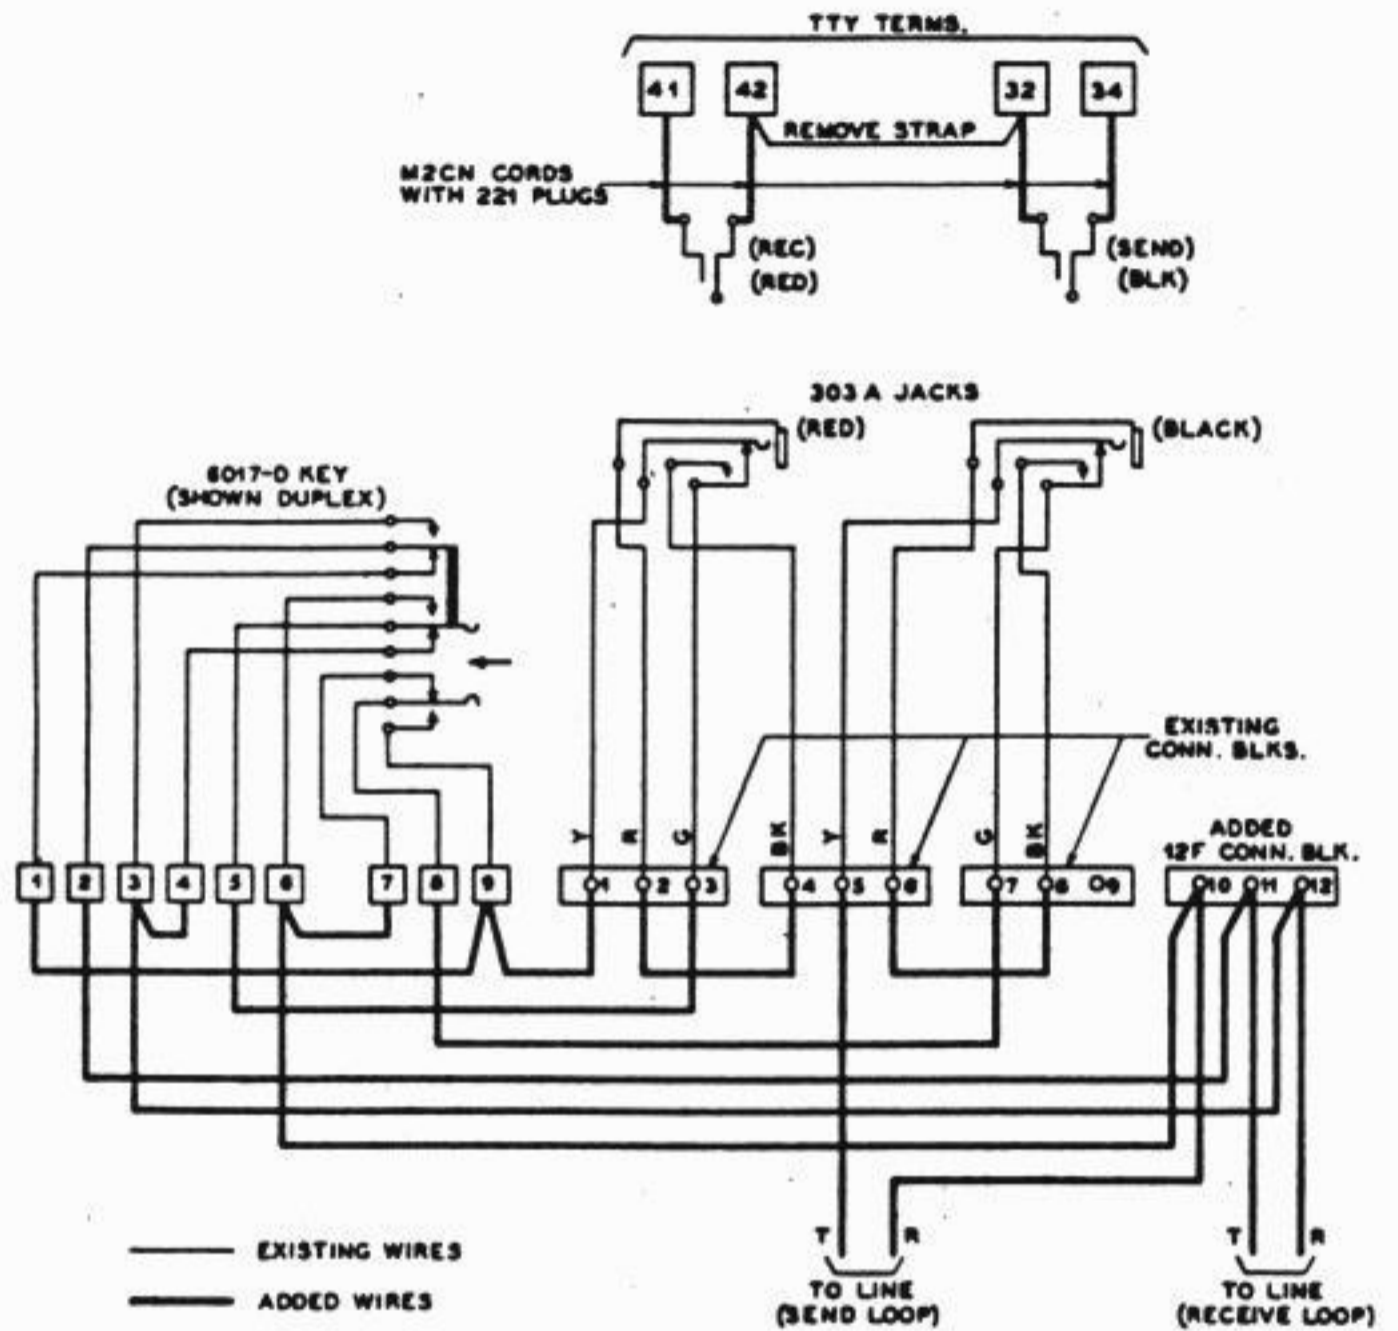 TTY TERMS.
41 42 32 34
REMOVE STRAP
M2CN CORDS
WITH 221 PLUGS
(REC)
(RED)
(SEND)
(BLK)
303A JACKS
(RED)
(BLACK)
6017-D KEY
(SHOWN DUPLEX)
EXISTING
CONN. BLKS.
ADDED
12F CONN. BLK.
Y R G BK Y R G BK
1 2 3 4 5 6 7 8 9
1 2 3 4 5 6 7 8 9 10 11 12
T R
TO LINE
(SEND LOOP)
T R
TO LINE
(RECEIVE LOOP)
EXISTING WIRES
ADDED WIRES